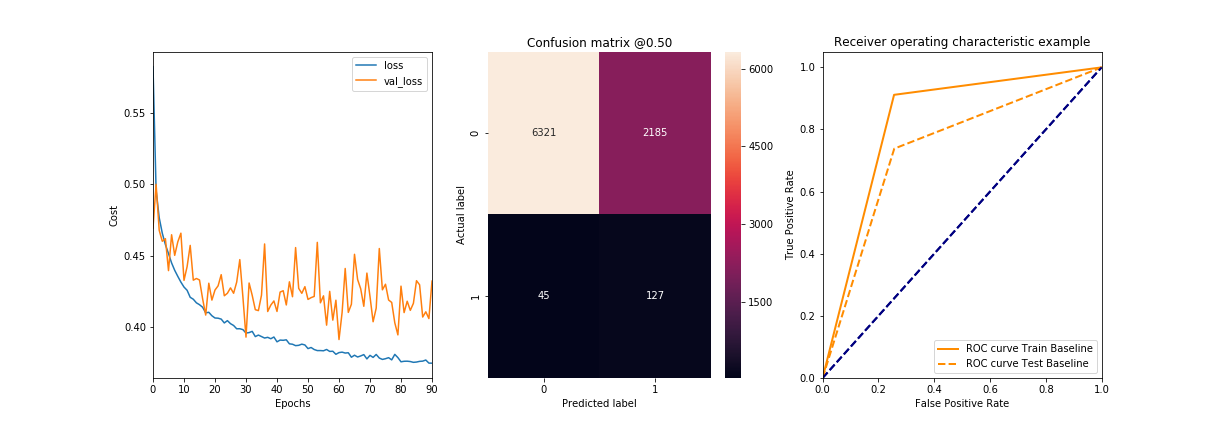 loss
val_loss
0.55
0.50
0.45
0.40
Cost
0 10 20 30 40 50 60 70 80 90
Epochs
Confusion matrix @0.50
6321 2185
45 127
0
1
Actual label
0 1
Predicted label
6000
4500
3000
1500
Receiver operating characteristic example
1.0
0.8
0.6
0.4
0.2
0.0
True Positive Rate
ROC curve Train Baseline
ROC curve Test Baseline
0.0 0.2 0.4 0.6 0.8 1.0
False Positive Rate